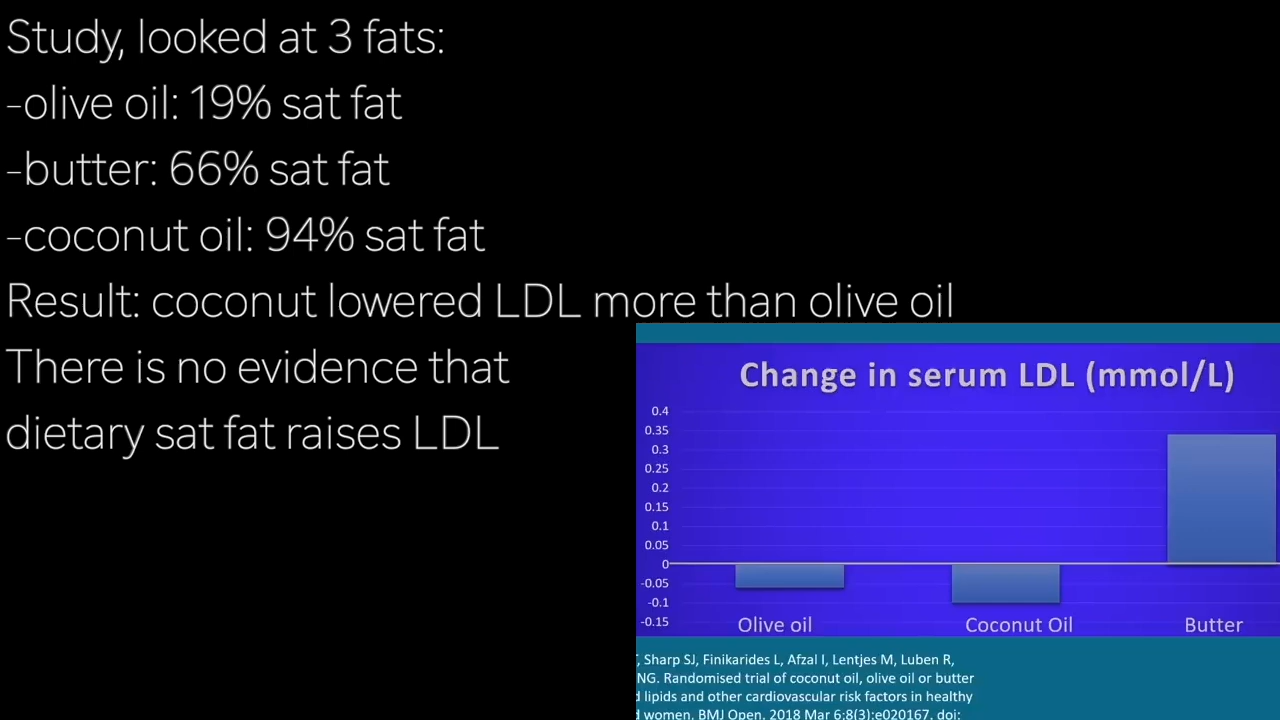 Study, looked at 3 fats:
-olive oil: 19% sat fat
-butter: 66% sat fat
-coconut oil: 94% sat fat
Result: coconut lowered LDL more than olive oil
There is no evidence that
dietary sat fat raises LDL
Change in serum LDL (mmol/L)
0.4
0.35
0.3
0.25
0.2
0.15
0.1
0.05
0
-0.05
-0.1
-0.15
Olive oil Coconut Oil Butter
, Sharp SJ, Finikarides L, Afzal I, Lentjes M, Luben R,
NG. Randomised trial of coconut oil, olive oil or butter
lipids and other cardiovascular risk factors in healthy
women. BMJ Open. 2018 Mar 6;8(3):e020167. doi: